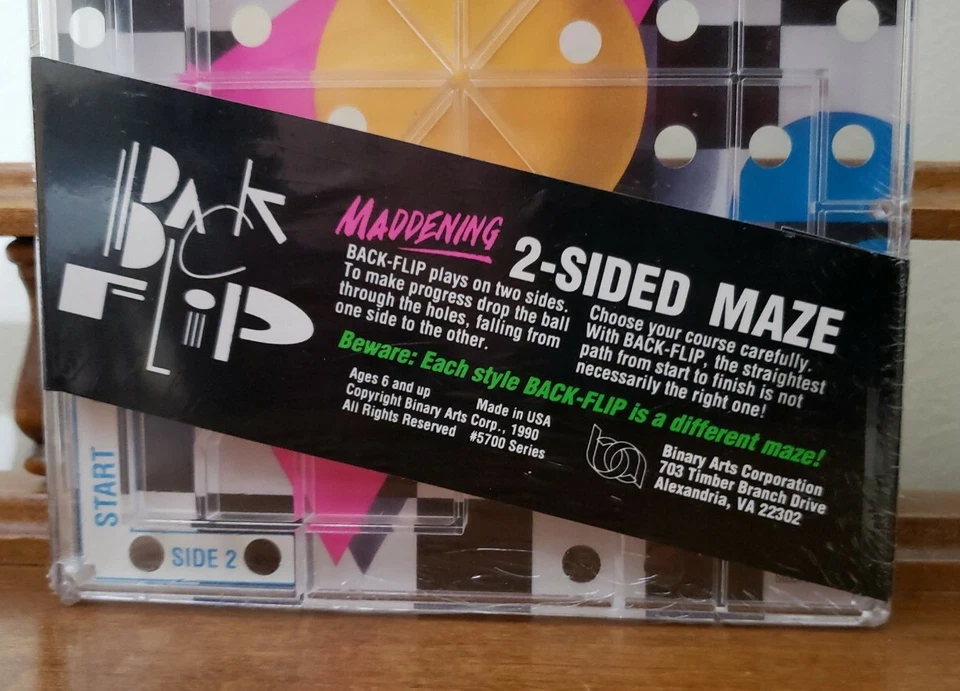 BACK
FLIP
MADDENING
2-SIDED MAZE
BACK-FLIP plays on two sides.
To make progress drop the ball
through the holes, falling from
one side to the other.
Choose your course carefully.
With BACK-FLIP, the straightest
path from start to finish is not
necessarily the right one!
Beware: Each style BACK-FLIP is a different maze!
Ages 6 and up Made in USA
Copyright Binary Arts Corp., 1990
All Rights Reserved #5700 Series
boa
Binary Arts Corporation
703 Timber Branch Drive
Alexandria, VA 22302
START
SIDE 2